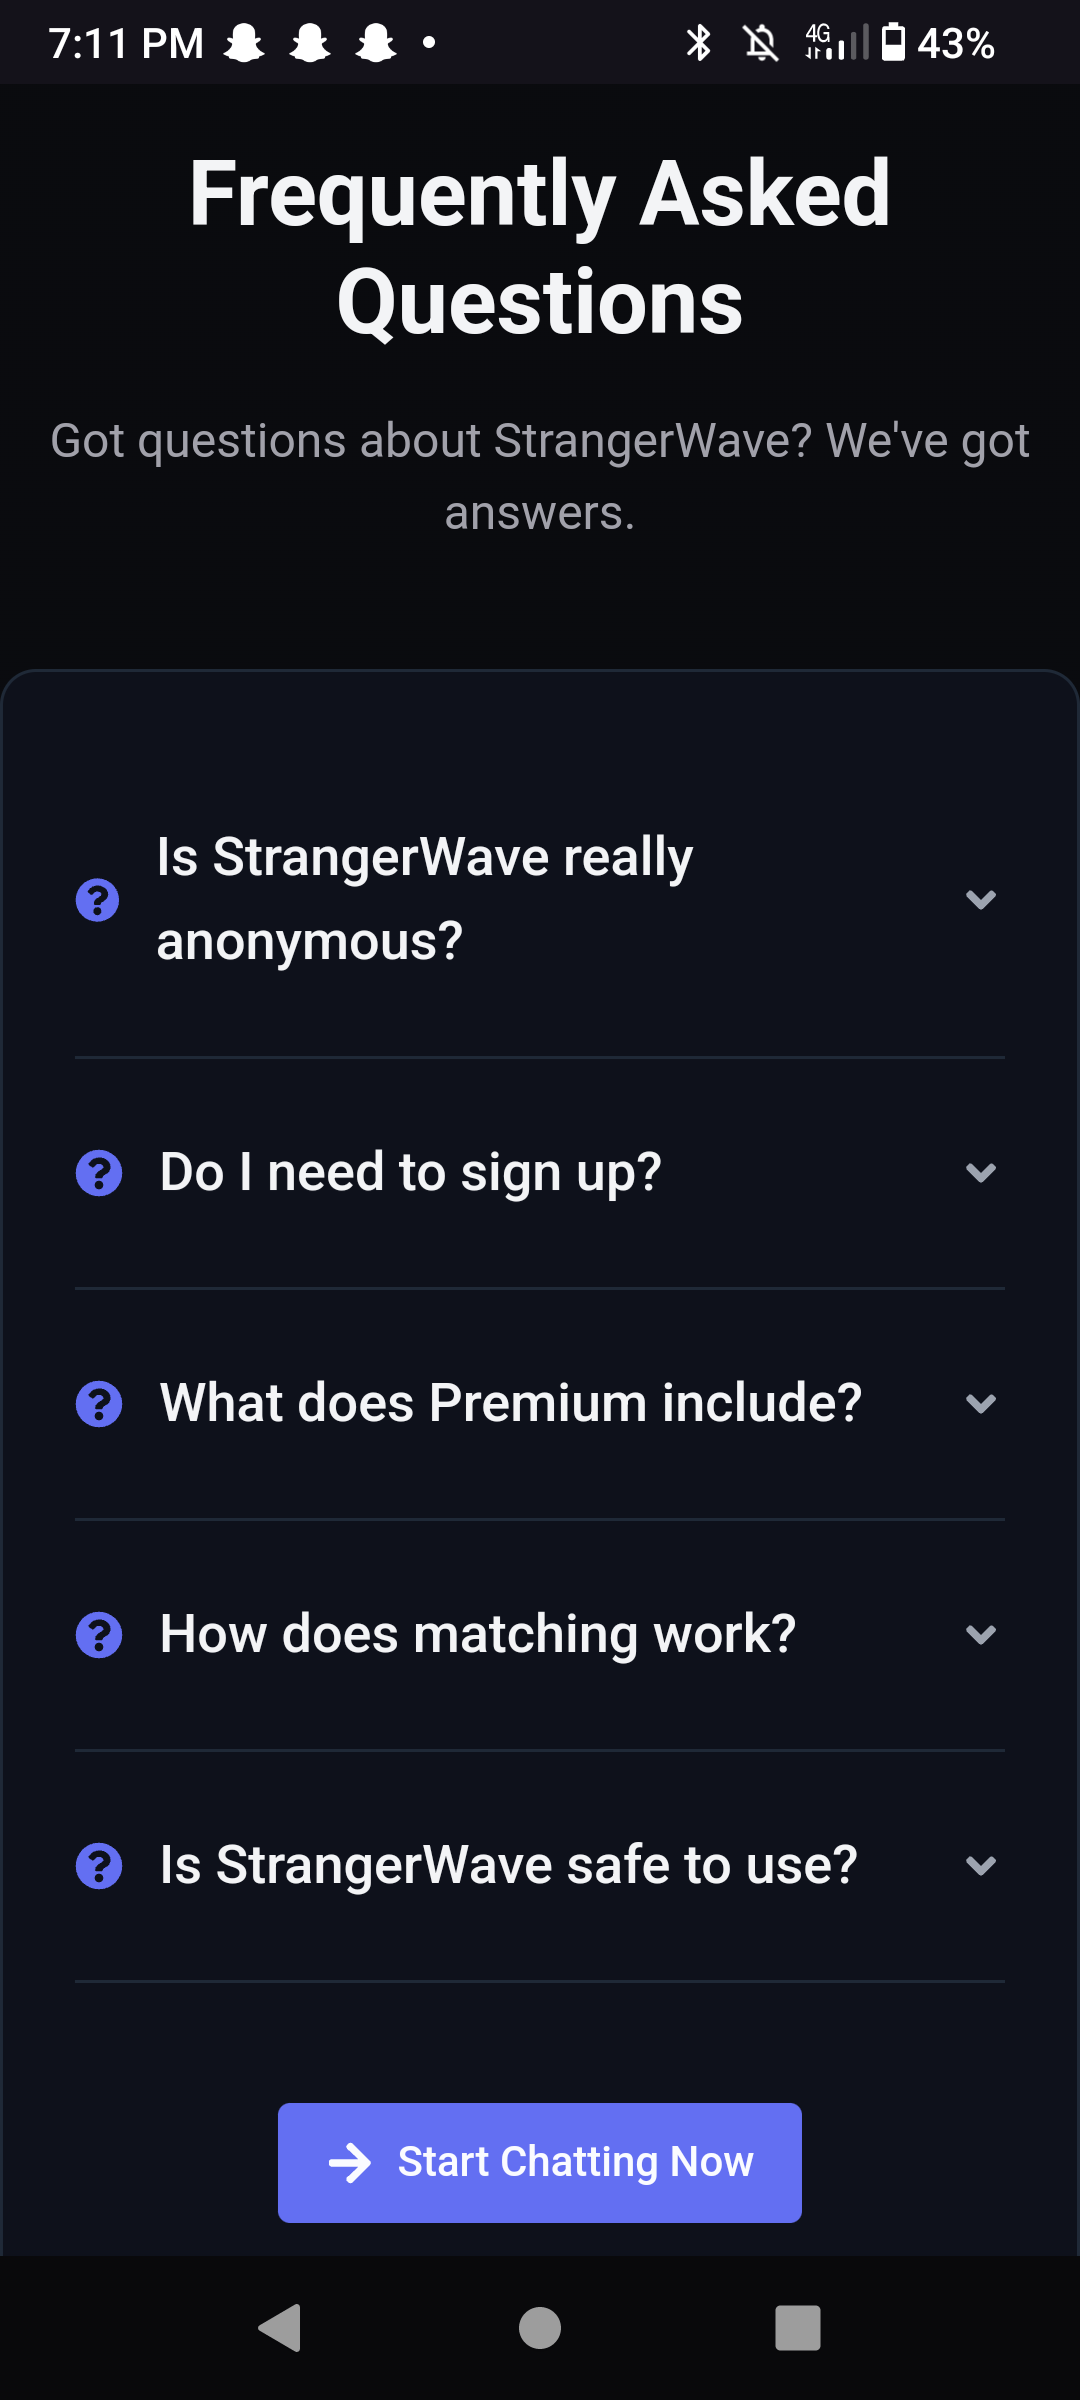 7:11 PM
4G
43%
Frequently Asked
Questions
Got questions about StrangerWave? We've got
answers.
Is StrangerWave really
anonymous?
Do I need to sign up?
What does Premium include?
How does matching work?
Is StrangerWave safe to use?
Start Chatting Now